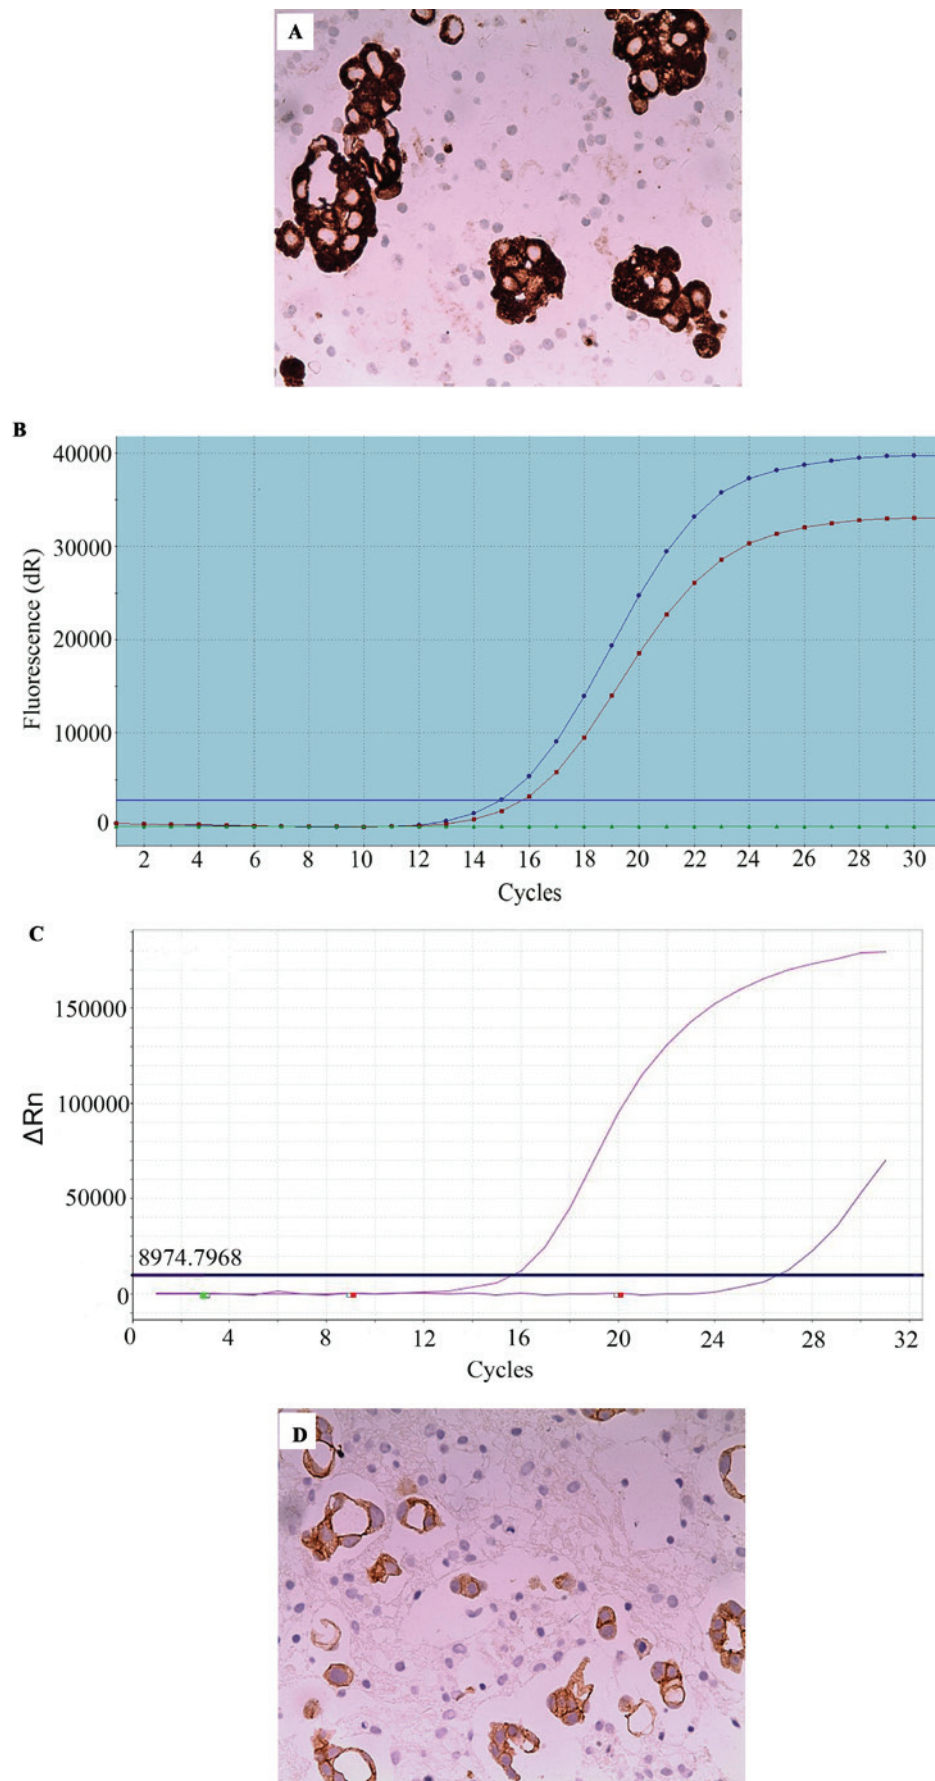 A
B
40000
30000
20000
10000
0
Fluorescence (dR)
2 4 6 8 10 12 14 16 18 20 22 24 26 28 30
Cycles
C
150000
100000
50000
0
ΔRn
8974.7968
0 4 8 12 16 20 24 28 32
Cycles
D